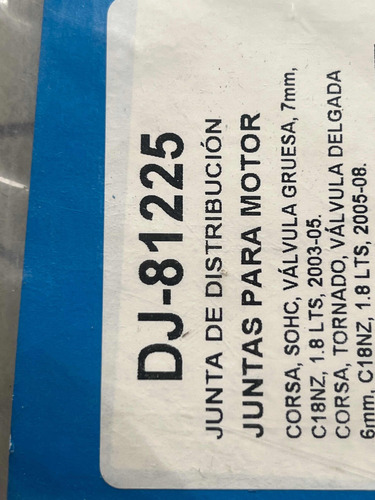 DJ-81225
JUNTA DE DISTRIBUCIÓN
JUNTAS PARA MOTOR
CORSA, SOHC, VÁLVULA GRUESA, 7mm,
C18NZ, 1.8 LTS, 2003-05.
CORSA, TORNADO, VÁLVULA DELGADA
6mm, C18NZ, 1.8 LTS, 2005-08.